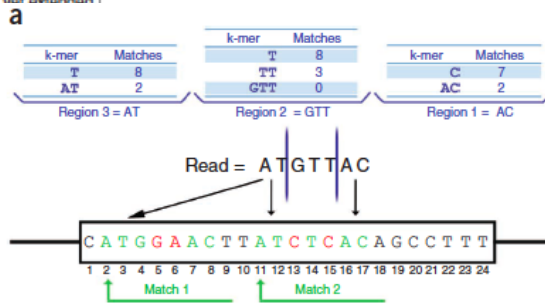 a
k-mer Matches
T 8
AT 2
Region 3 = AT
k-mer Matches
T 8
TT 3
GTT 0
Region 2 = GTT
k-mer Matches
C 7
AC 2
Region 1 = AC
Read = ATGTTAC
C A T G G A A C T T A T C T C A C A G C C T T T
1 2 3 4 5 6 7 8 9 10 11 12 13 14 15 16 17 18 19 20 21 22 23 24
Match 1 Match 2